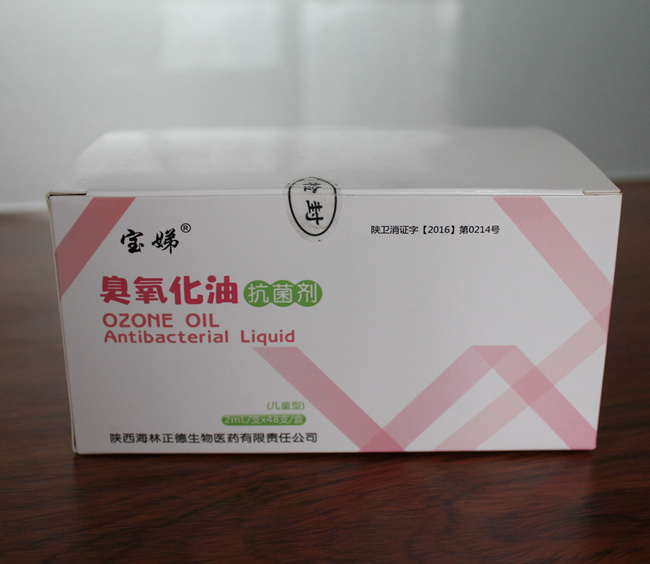 封
宝娣®
陕卫消证字【2016】第0214号
臭氧化油 抗菌剂
OZONE OIL
Antibacterial Liquid
(儿童型)
2mL/支×48支/盒
陕西海林正德生物医药有限责任公司